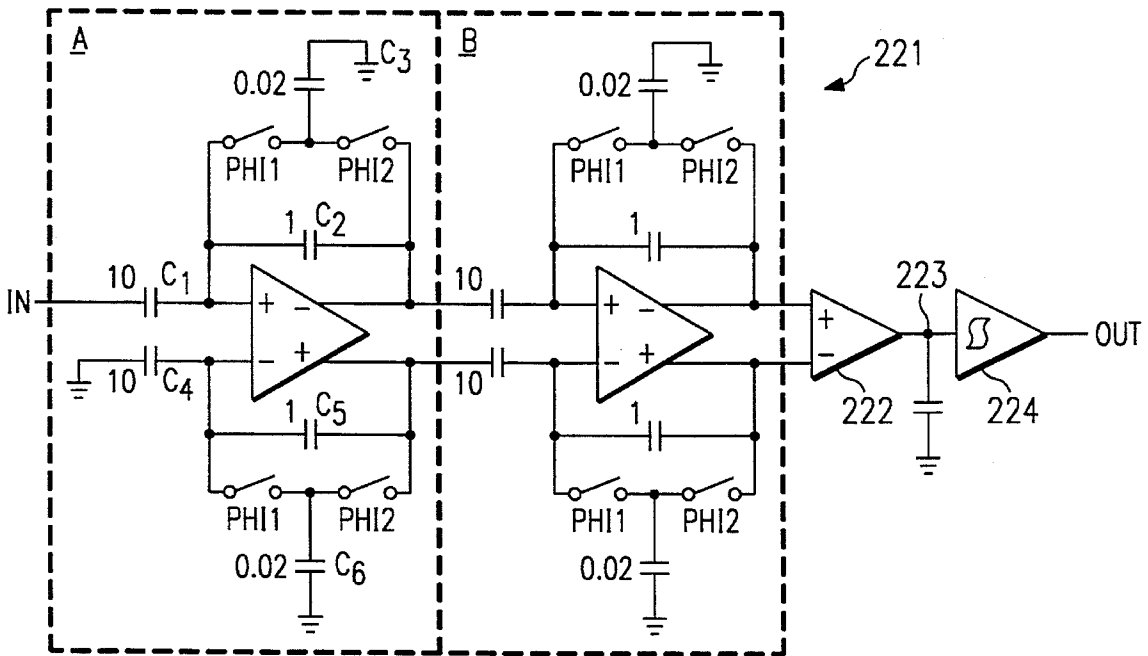 A
B
C3
0.02
0.02
221
PHI1 PHI2
PHI1 PHI2
1 C2
1
10 C1
10
IN
+ −
+ −
− +
− +
10 C4
10
1 C5
1
+
−
223
OUT
222
224
PHI1 PHI2
PHI1 PHI2
0.02 C6
0.02